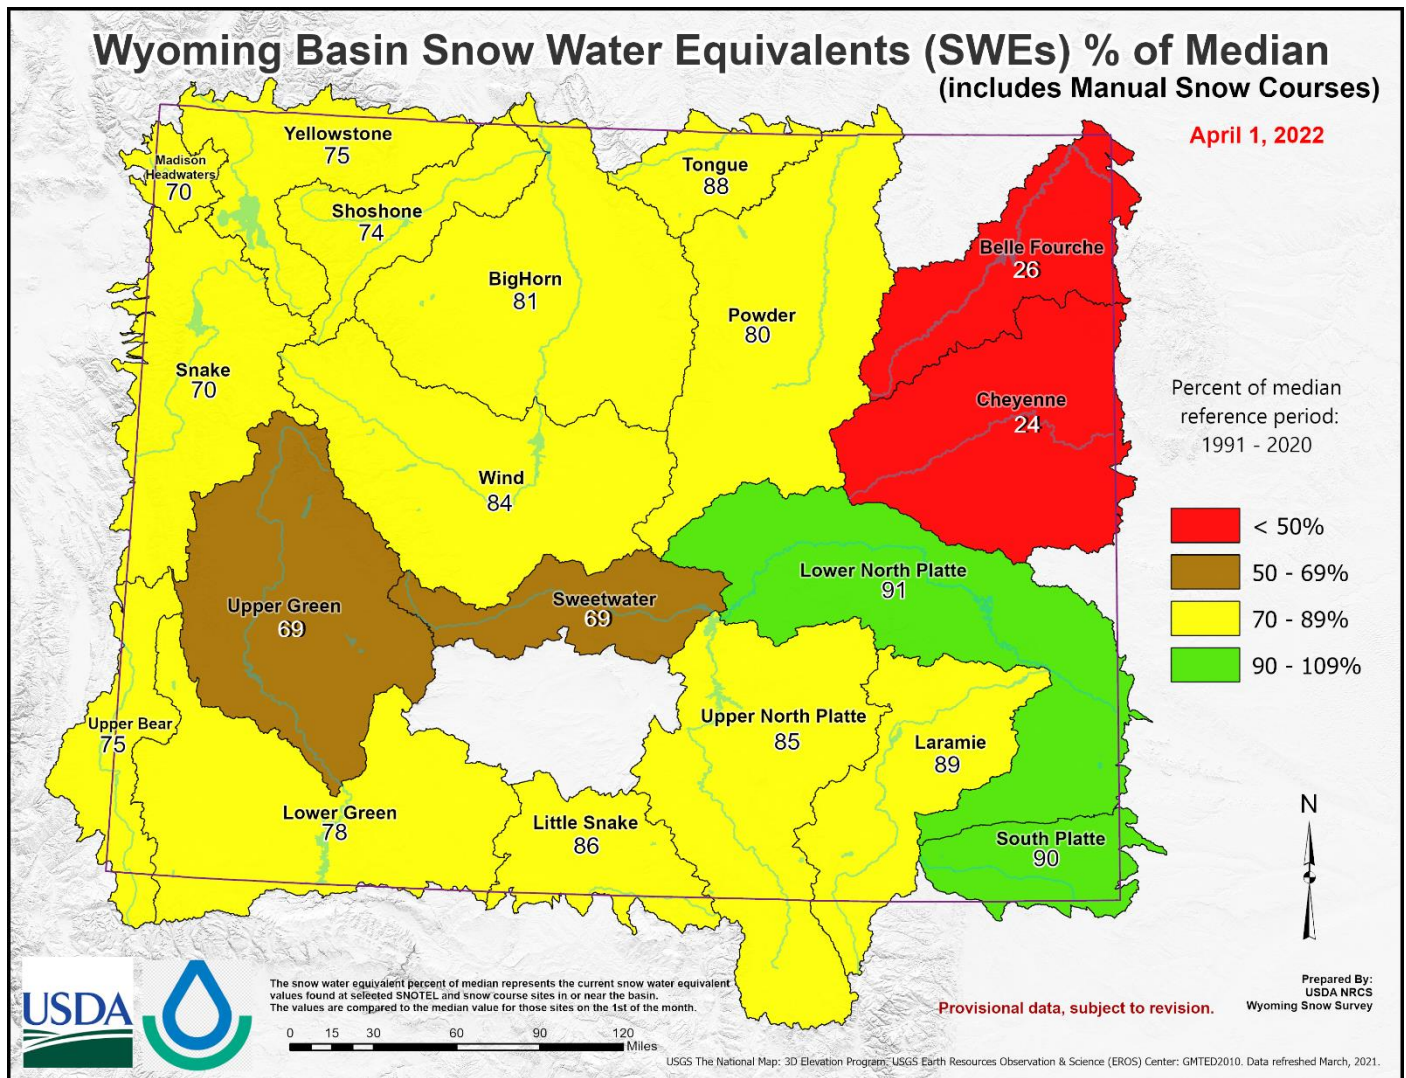 Wyoming Basin Snow Water Equivalents (SWEs) % of Median
(includes Manual Snow Courses)
April 1, 2022
Yellowstone
75
Madison
Headwaters
70
Tongue
88
Shoshone
74
Belle Fourche
26
BigHorn
81
Powder
80
Snake
70
Cheyenne
24
Percent of median
reference period:
1991 - 2020
Wind
84
< 50%
50 - 69%
70 - 89%
90 - 109%
Lower North Platte
91
Upper Green
69
Sweetwater
69
Upper Bear
75
Upper North Platte
85
Laramie
89
Lower Green
78
Little Snake
86
South Platte
90
N
USDA
The snow water equivalent percent of median represents the current snow water equivalent
values found at selected SNOTEL and snow course sites in or near the basin.
The values are compared to the median value for those sites on the 1st of the month.
0 15 30 60 90 120
Miles
Provisional data, subject to revision.
Prepared By:
USDA NRCS
Wyoming Snow Survey
USGS The National Map: 3D Elevation Program. USGS Earth Resources Observation & Science (EROS) Center: GMTED2010. Data refreshed March, 2021.